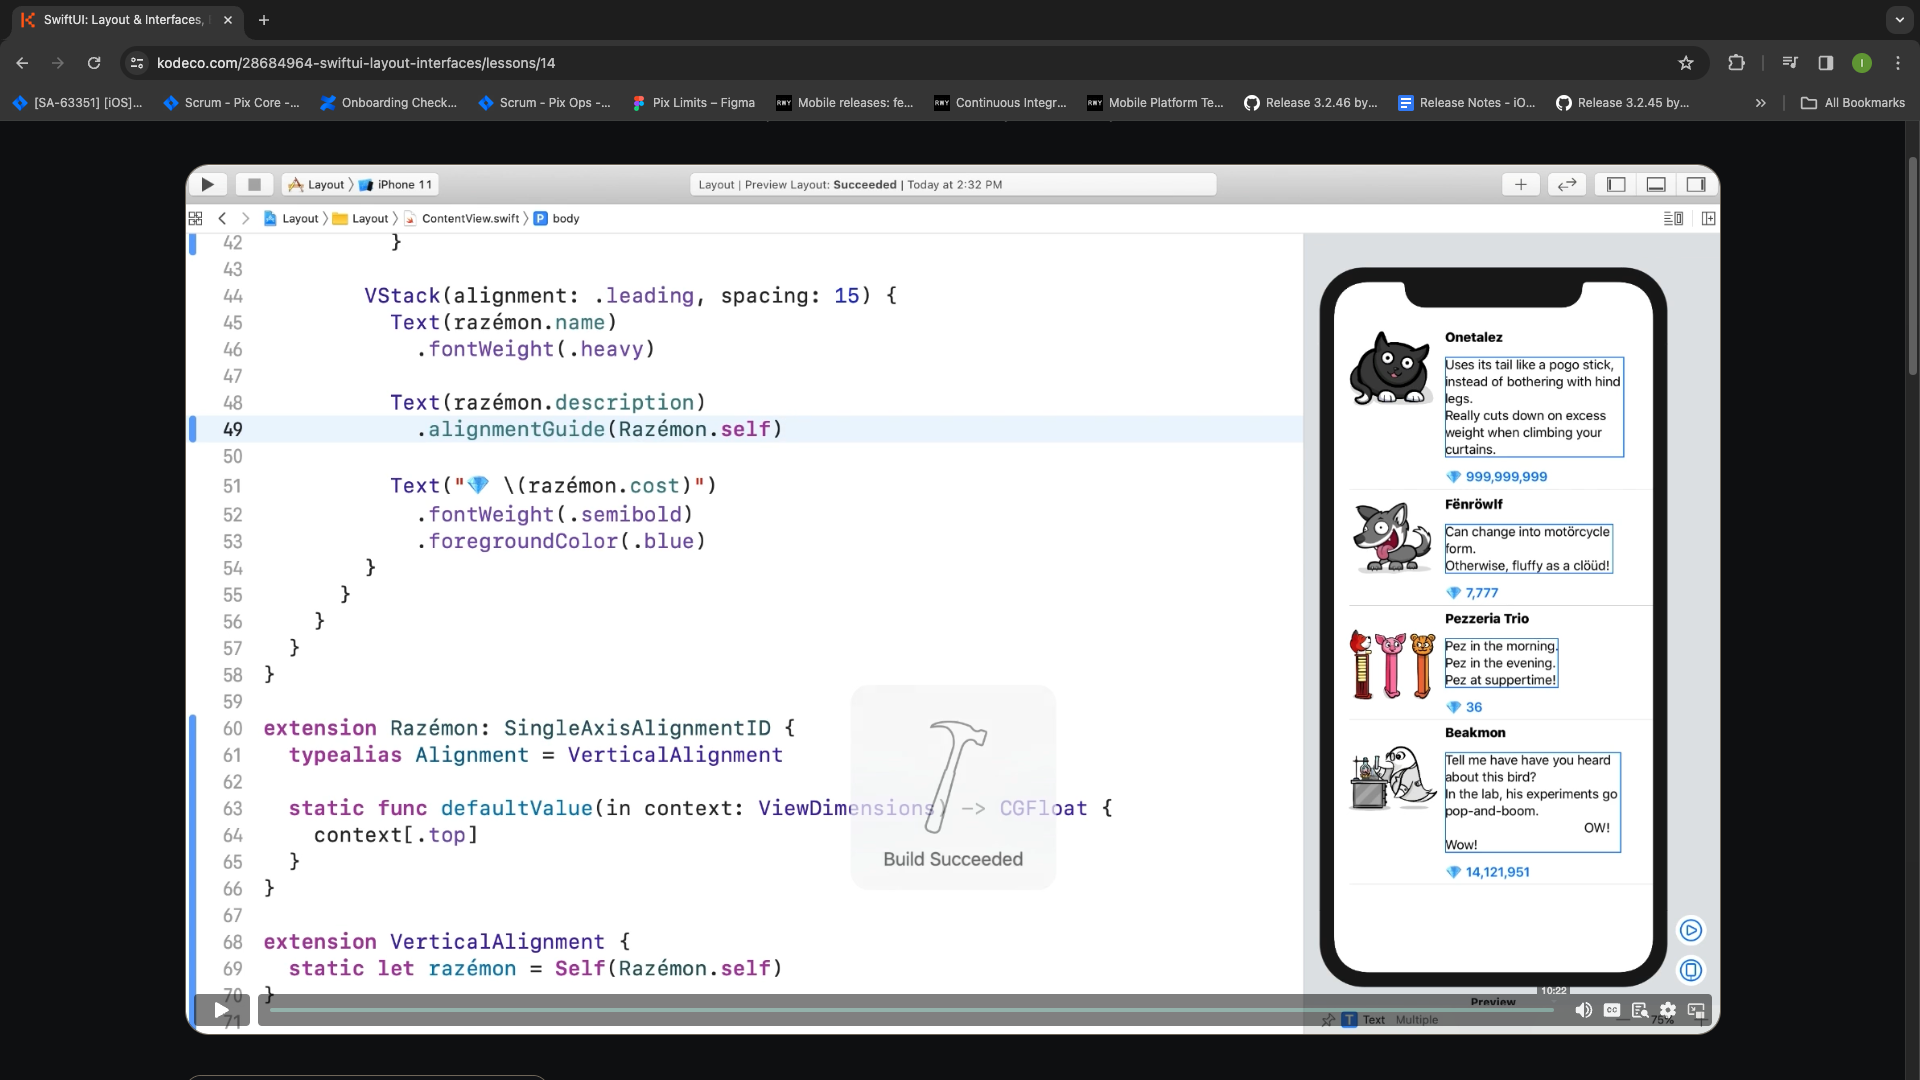 SwiftUI: Layout & Interfaces,
kodeco.com/28684964-swiftui-layout-interfaces/lessons/14
[SA-63351] [iOS]...
Scrum - Pix Core -...
Onboarding Check...
Scrum - Pix Ops -...
Pix Limits – Figma
Mobile releases: fe...
Continuous Integr...
Mobile Platform Te...
Release 3.2.46 by...
Release Notes - iO...
Release 3.2.45 by...
»
All Bookmarks
Layout
iPhone 11
Layout | Preview Layout: Succeeded | Today at 2:32 PM
Layout
Layout
ContentView.swift
P body
42 }
43
44 VStack(alignment: .leading, spacing: 15) {
45 Text(razémon.name)
46 .fontWeight(.heavy)
47
48 Text(razémon.description)
49 .alignmentGuide(Razémon.self)
50
51 Text("💎 \(razémon.cost)")
52 .fontWeight(.semibold)
53 .foregroundColor(.blue)
54 }
55 }
56 }
57 }
58 }
59
60 extension Razémon: SingleAxisAlignmentID {
61 typealias Alignment = VerticalAlignment
62
63 static func defaultValue(in context: ViewDimensions) -> CGFloat {
64 context[.top]
65 }
66 }
67
68 extension VerticalAlignment {
69 static let razémon = Self(Razémon.self)
70 }
71
Build Succeeded
Onetalez
Uses its tail like a pogo stick,
instead of bothering with hind
legs.
Really cuts down on excess
weight when climbing your
curtains.
💎 999,999,999
Fënröwlf
Can change into motörcycle
form.
Otherwise, fluffy as a clöüd!
💎 7,777
Pezzeria Trio
Pez in the morning.
Pez in the evening.
Pez at suppertime!
💎 36
Beakmon
Tell me have have you heard
about this bird?
In the lab, his experiments go
pop-and-boom.
OW!
Wow!
💎 14,121,951
10:22
Preview
T Text Multiple
75%
CC
I